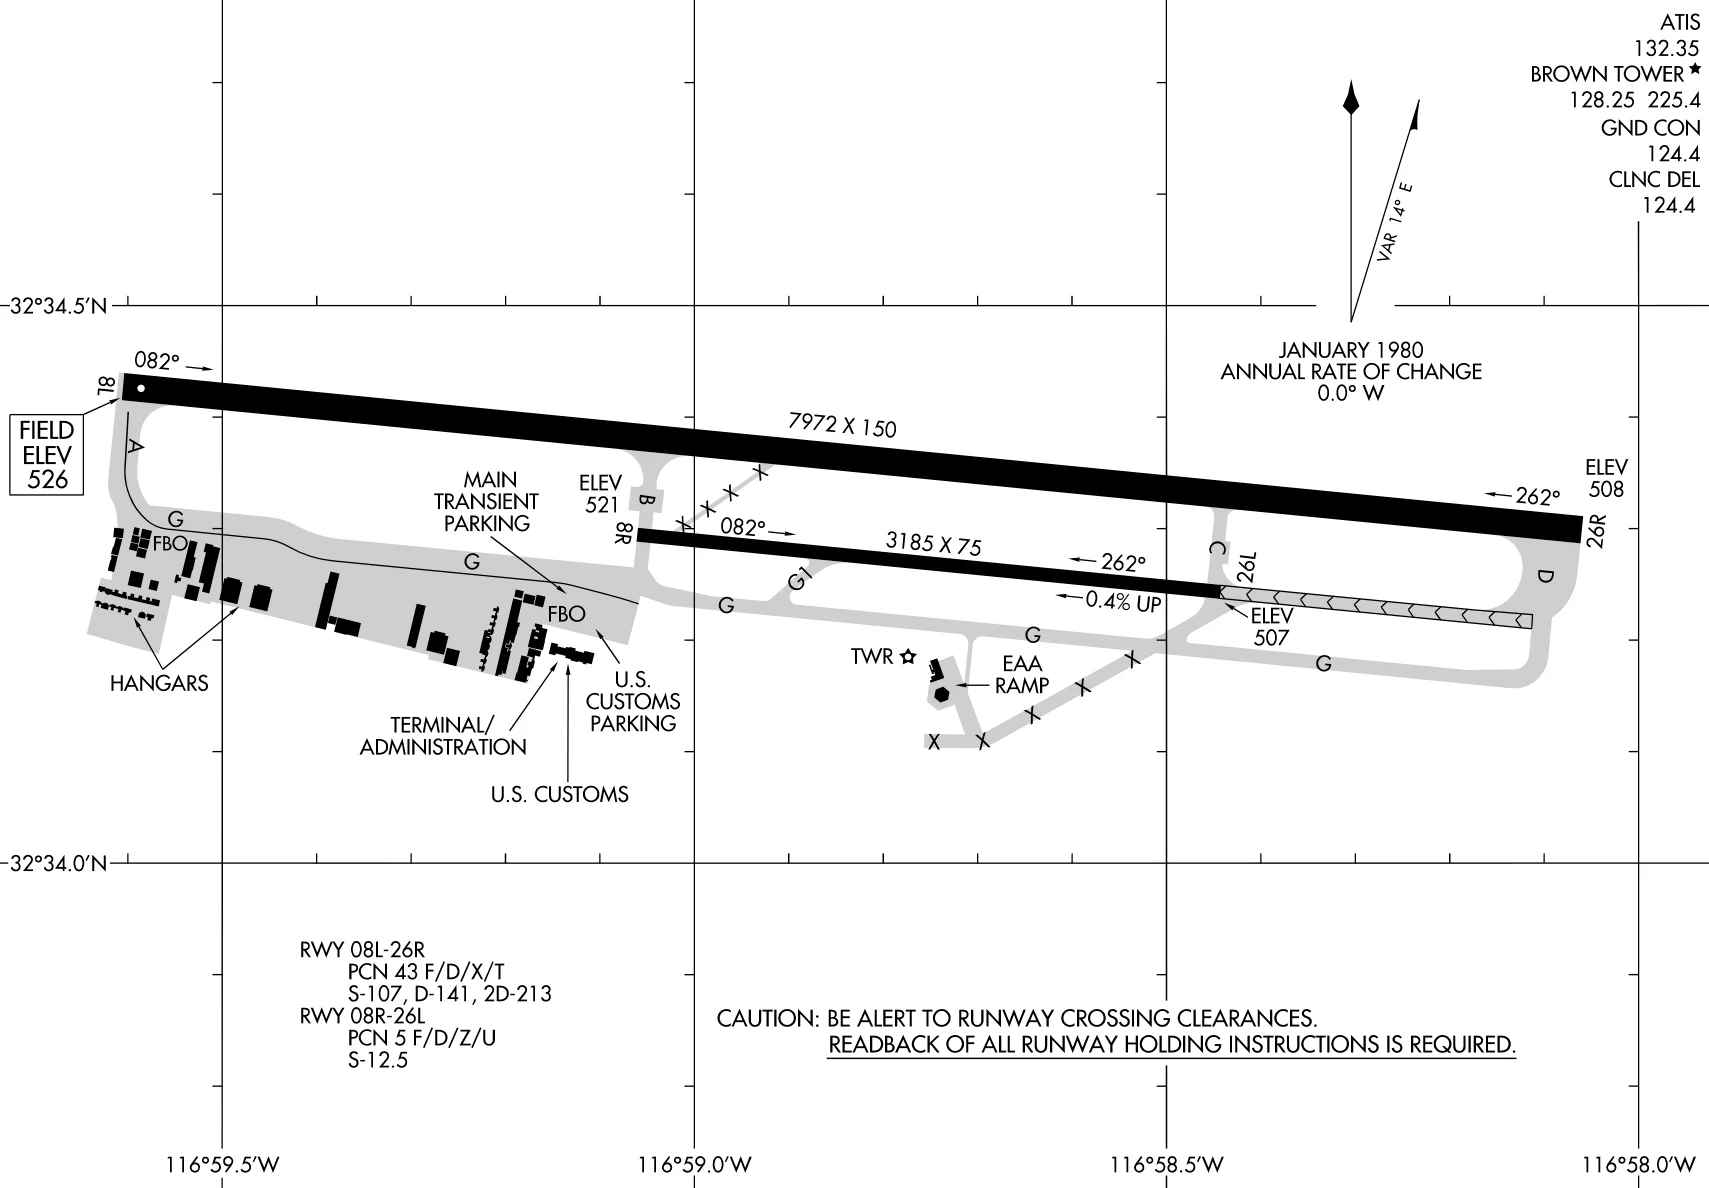 ATIS
132.35
BROWN TOWER★
128.25 225.4
GND CON
124.4
CLNC DEL
124.4
VAR 14° E
32°34.5'N
JANUARY 1980
ANNUAL RATE OF CHANGE
0.0° W
082°
8L
FIELD
ELEV
526
A
7972 X 150
ELEV
508
262°
26R
MAIN
TRANSIENT
PARKING
ELEV
521
B
X
X
X
X
G
8R
082°
3185 X 75
262°
0.4% UP
C
26L
D
FBO
G
G1
G
FBO
ELEV
507
G
G
TWR
EAA
RAMP
X
X
X
X
X
HANGARS
U.S.
CUSTOMS
PARKING
TERMINAL/
ADMINISTRATION
U.S. CUSTOMS
32°34.0'N
RWY 08L-26R
PCN 43 F/D/X/T
S-107, D-141, 2D-213
RWY 08R-26L
PCN 5 F/D/Z/U
S-12.5
CAUTION: BE ALERT TO RUNWAY CROSSING CLEARANCES.
READBACK OF ALL RUNWAY HOLDING INSTRUCTIONS IS REQUIRED.
116°59.5'W
116°59.0'W
116°58.5'W
116°58.0'W